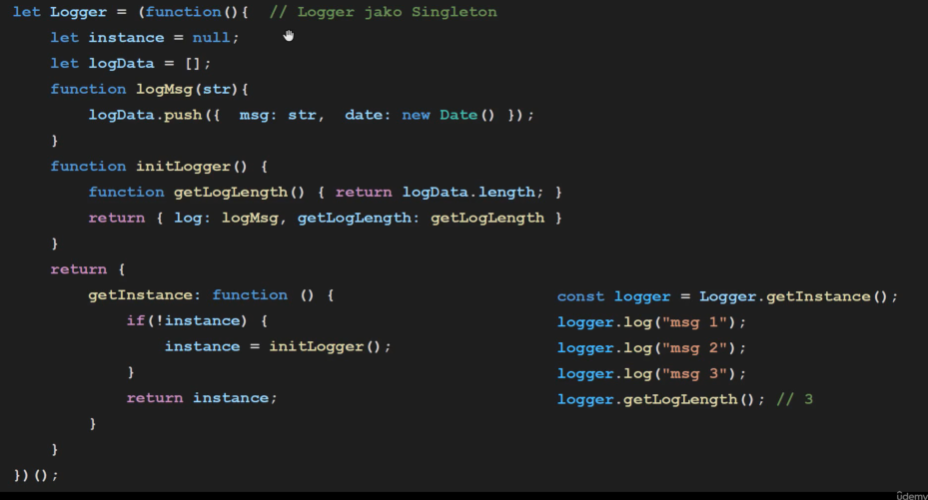 let Logger = (function(){  // Logger jako Singleton
    let instance = null;
    let logData = [];
    function logMsg(str){
        logData.push({  msg: str,  date: new Date() });
    }
    function initLogger() {
        function getLogLength() { return logData.length; }
        return { log: logMsg, getLogLength: getLogLength }
    }
    return {
        getInstance: function () {
            if(!instance) {
                instance = initLogger();
            }
            return instance;
        }
    }
})();
const logger = Logger.getInstance();
logger.log("msg 1");
logger.log("msg 2");
logger.log("msg 3");
logger.getLogLength(); // 3
ûdemy